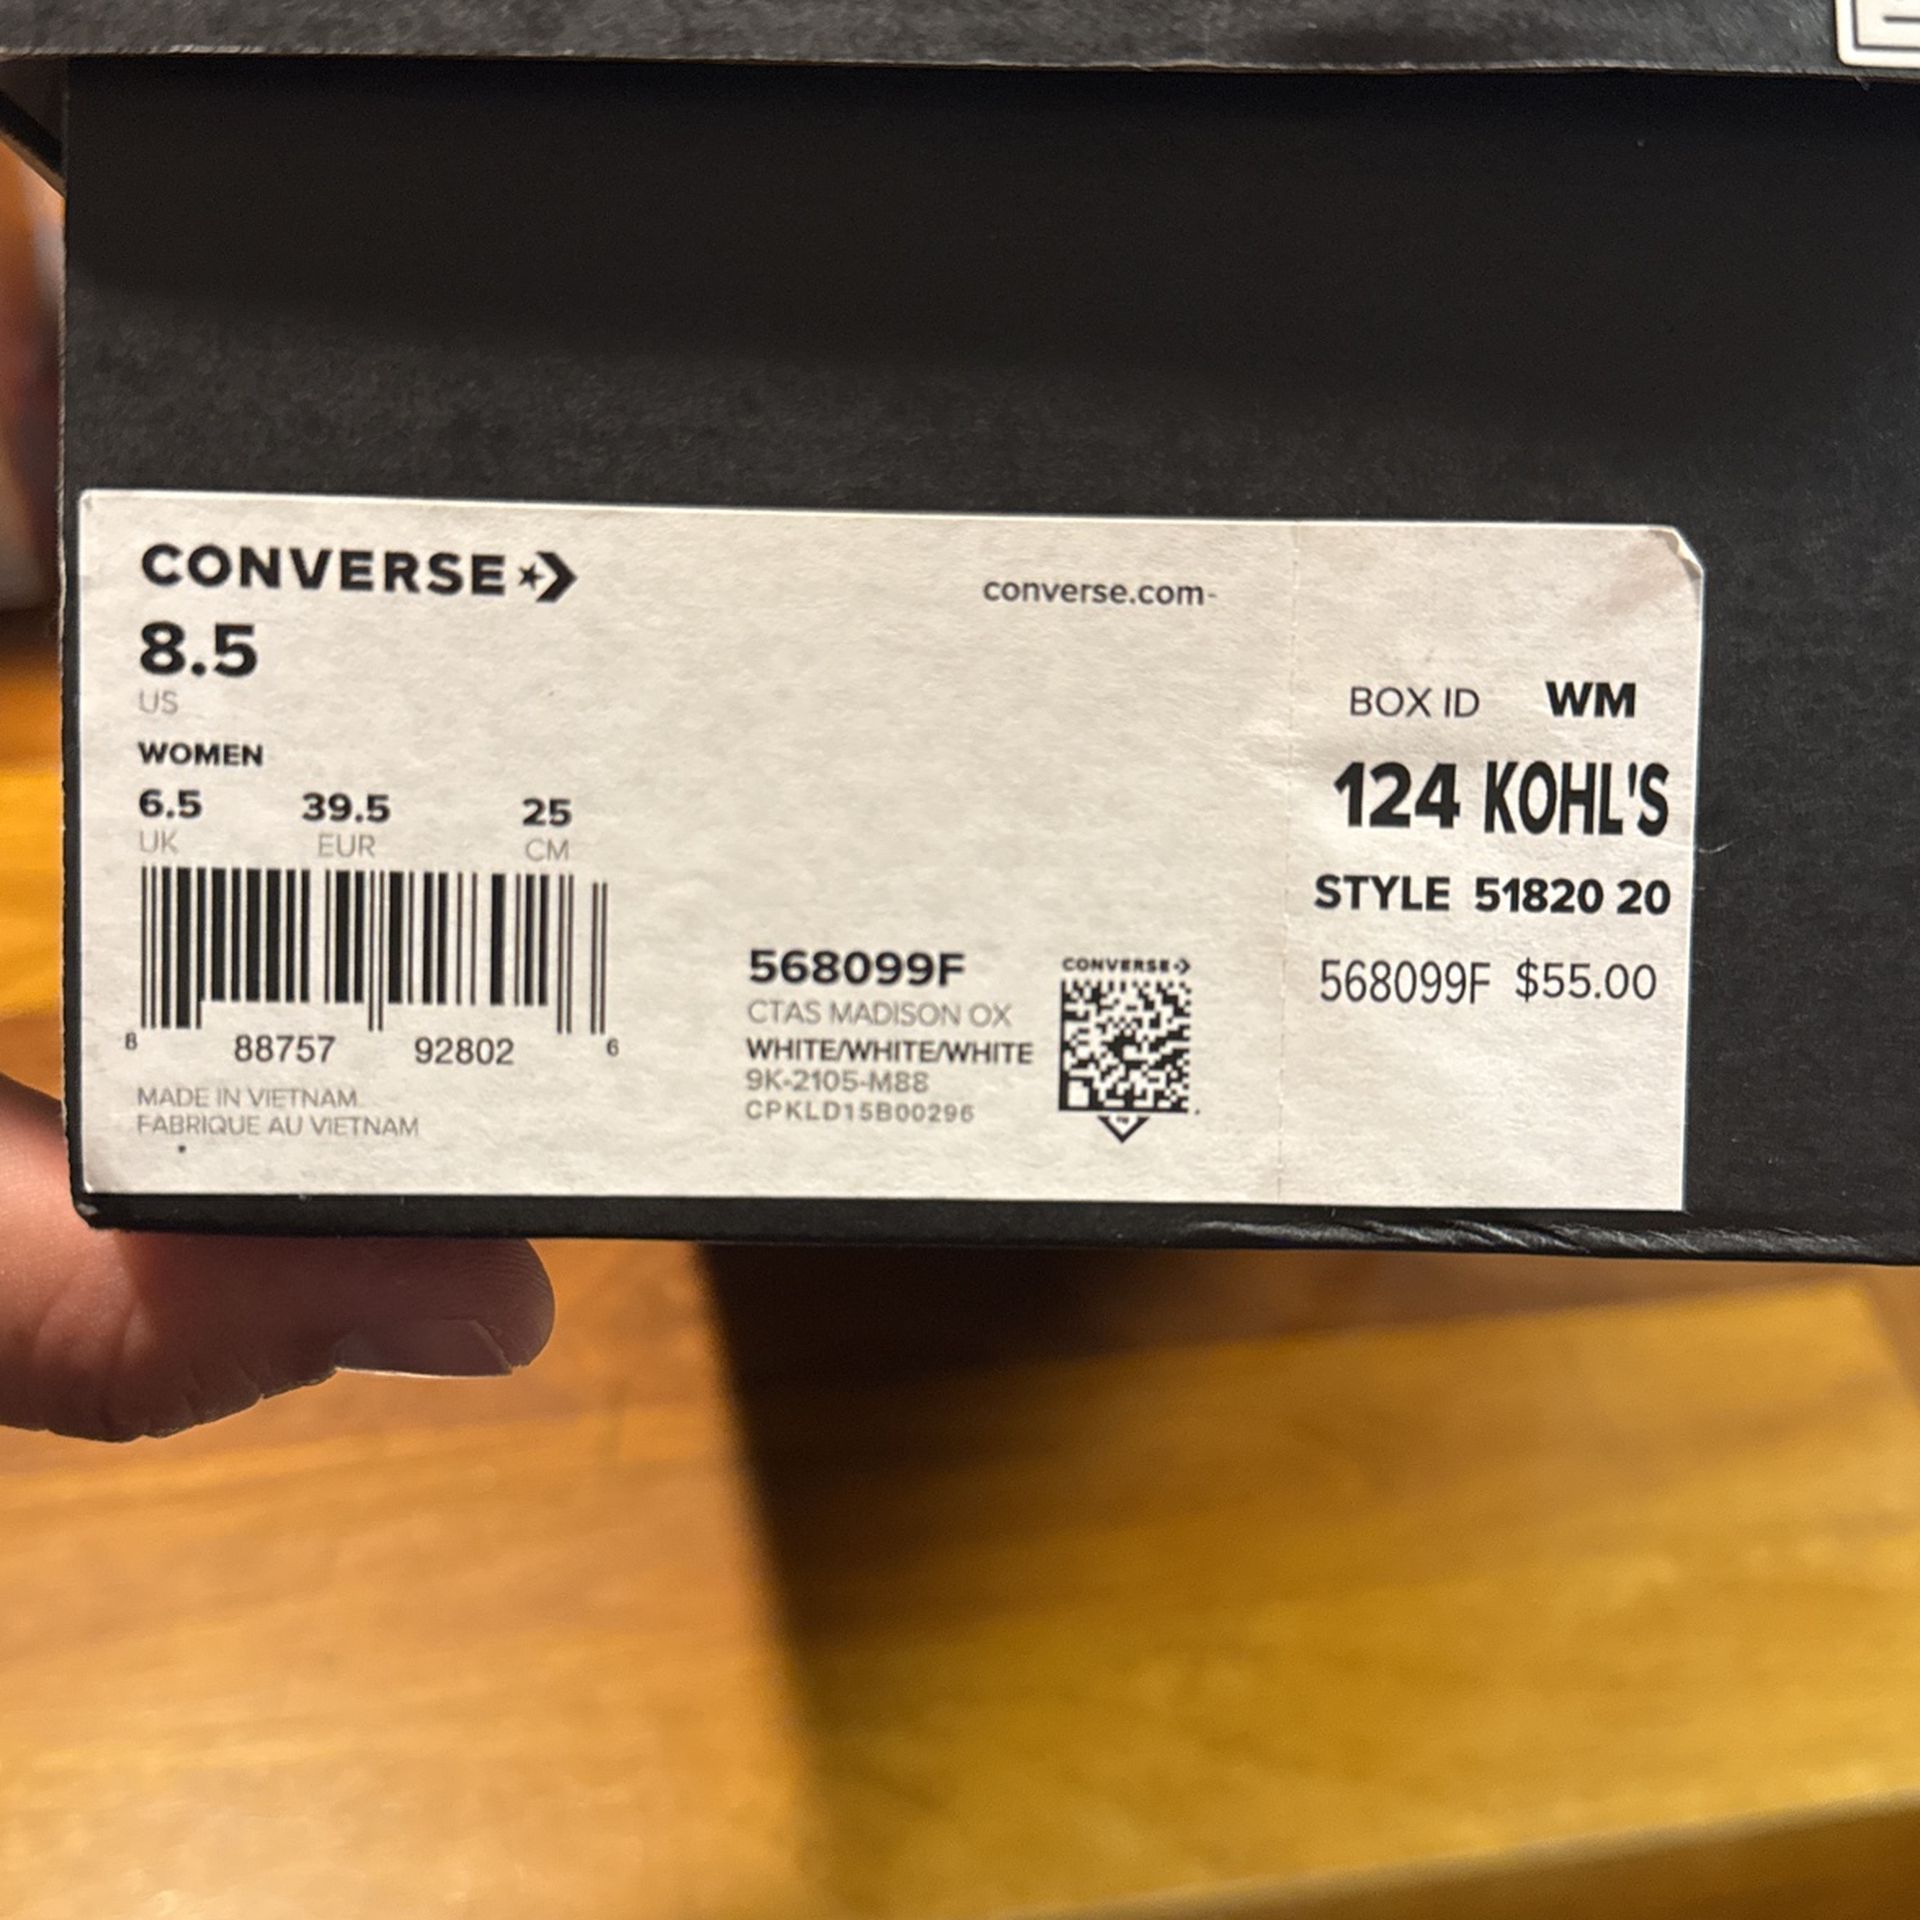 CONVERSE
converse.com
8.5
US
WOMEN
6.5 39.5 25
UK EUR CM
8 88757 92802 6
MADE IN VIETNAM
FABRIQUE AU VIETNAM
568099F
CTAS MADISON OX
WHITE/WHITE/WHITE
9K-2105-M88
CPKLD15B00296
CONVERSE
BOX ID WM
124 KOHL'S
STYLE 51820 20
568099F $55.00